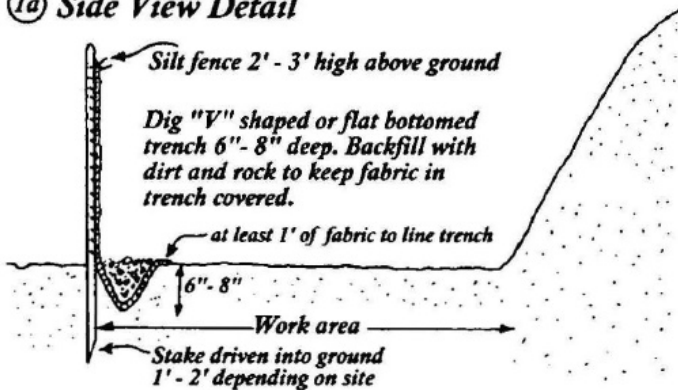 1a Side View Detail
Silt fence 2' - 3' high above ground
Dig "V" shaped or flat bottomed
trench 6"- 8" deep. Backfill with
dirt and rock to keep fabric in
trench covered.
at least 1' of fabric to line trench
6"- 8"
Work area
Stake driven into ground
1' - 2' depending on site